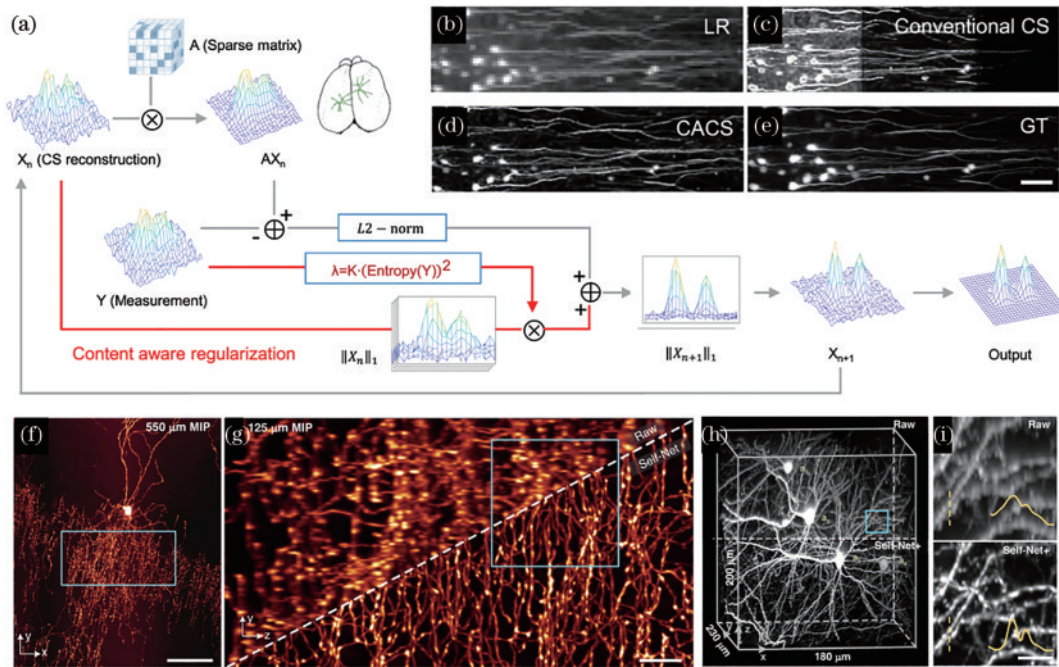 (a)
A (Sparse matrix)
Xn (CS reconstruction)
AXn
(b)
LR
(c)
Conventional CS
(d)
CACS
(e)
GT
+
-
L2-norm
λ=K·(Entropy(Y))²
Y (Measurement)
+
+
Content aware regularization
‖Xn‖1
‖Xn+1‖1
Xn+1
Output
(f)
550 μm MIP
y
x
(g)
125 μm MIP
Raw
Self-Net
y
z
(h)
Raw
Self-Net+
200 μm
230 μm
180 μm
z
x
(i)
Raw
Self-Net+